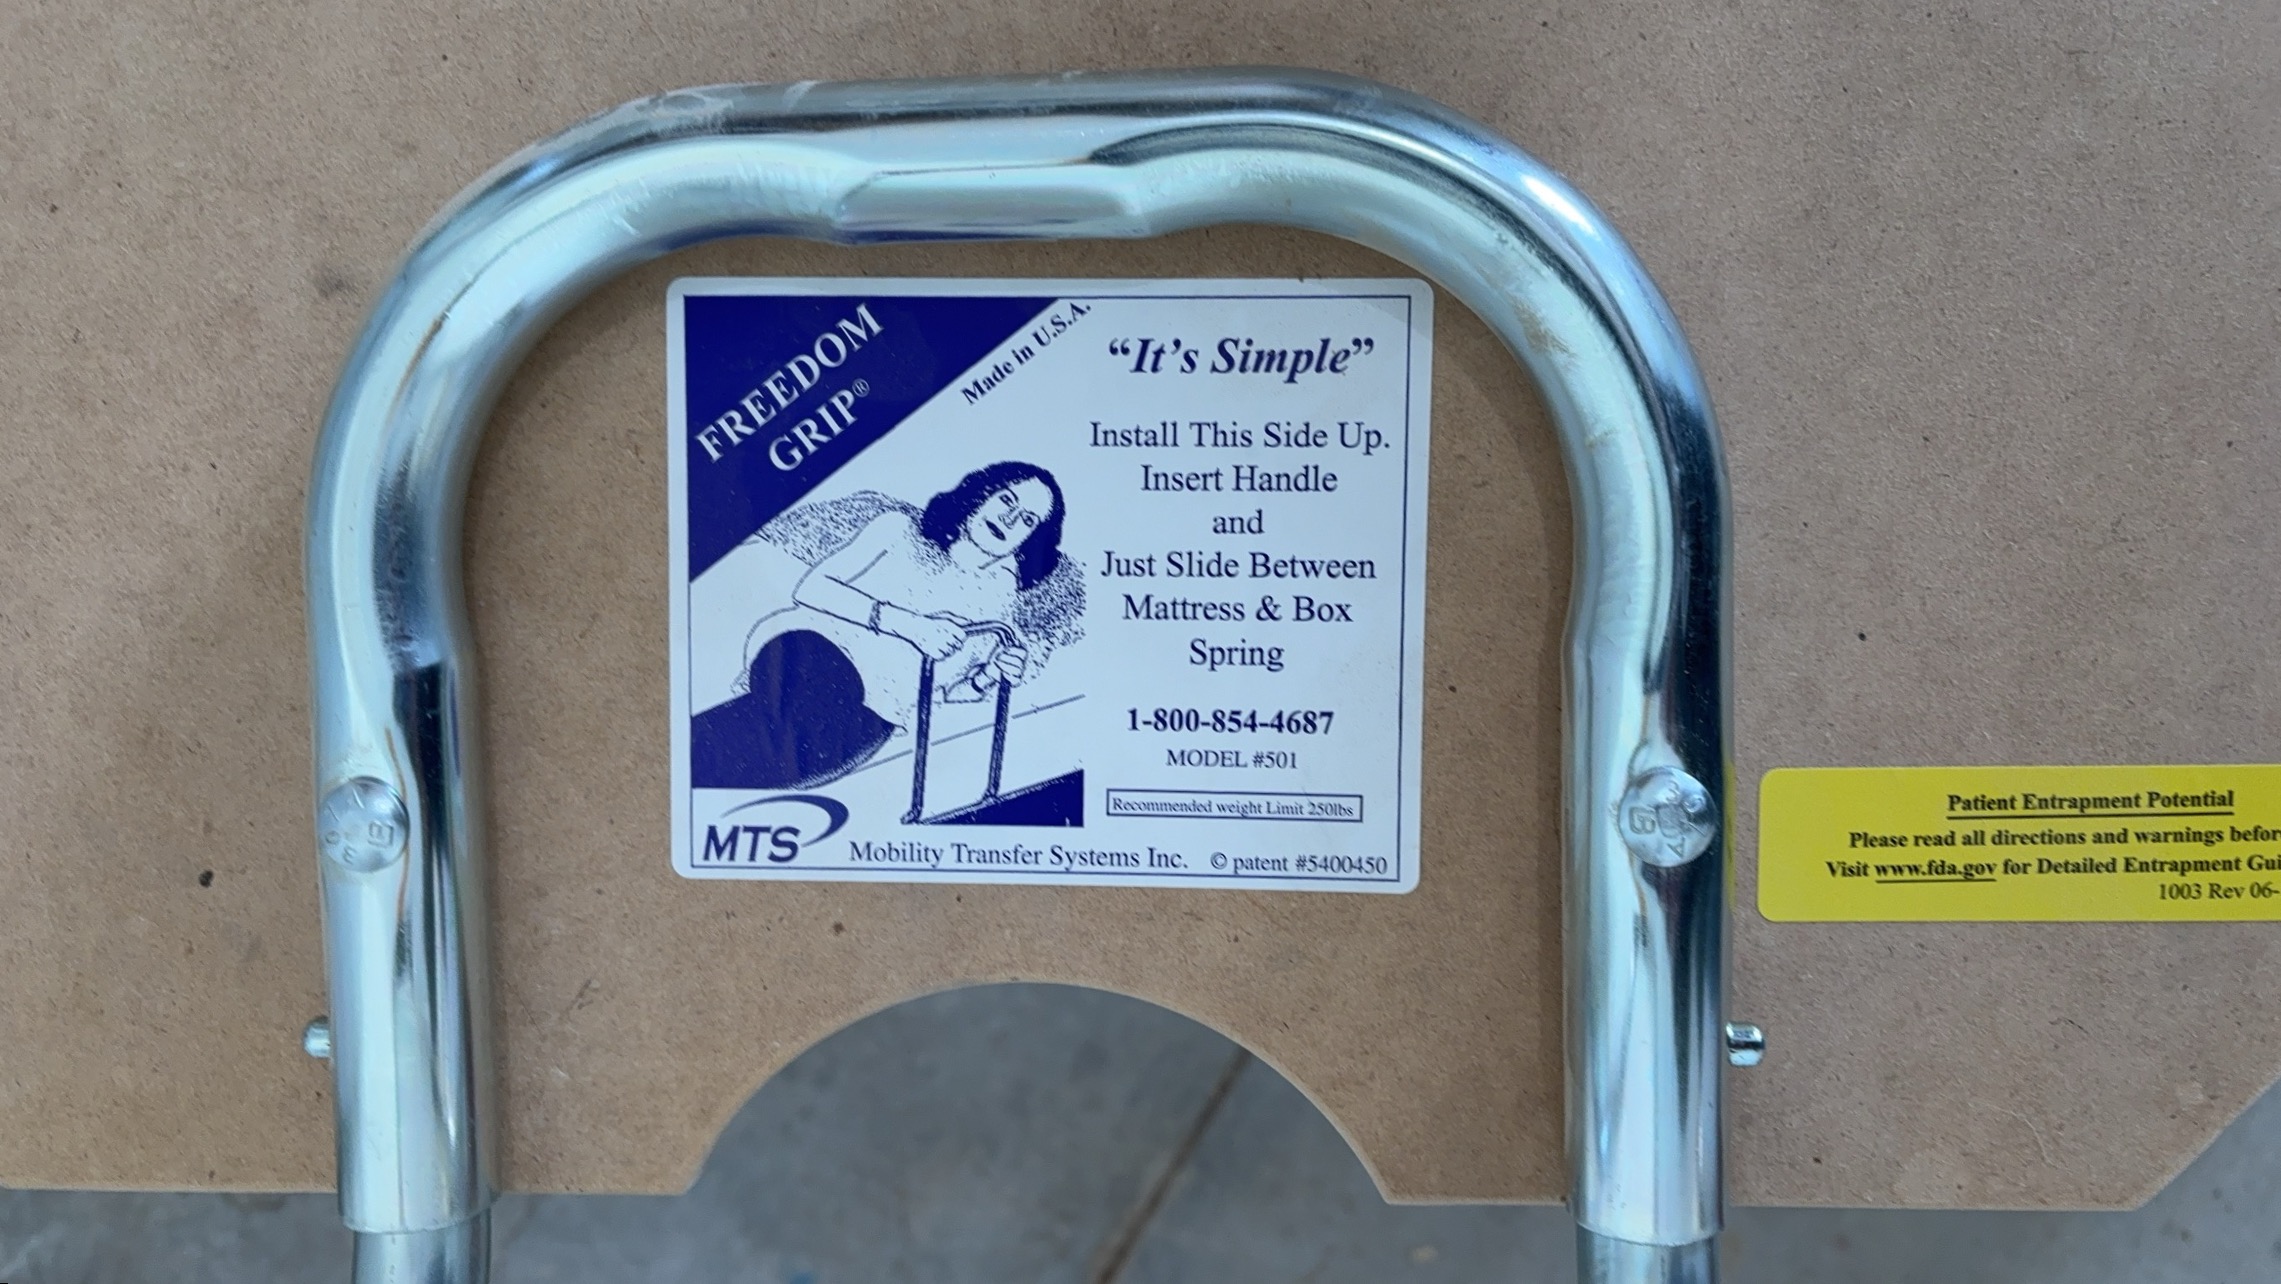 FREEDOM
GRIP®
Made in U.S.A.
“It’s Simple”
Install This Side Up.
Insert Handle
and
Just Slide Between
Mattress & Box
Spring
1-800-854-4687
MODEL #501
Recommended weight Limit 250lbs
MTS
Mobility Transfer Systems Inc. © patent #5400450
Patient Entrapment Potential
Please read all directions and warnings
Visit www.fda.gov for Detailed Entrapment
1003 Rev 06-